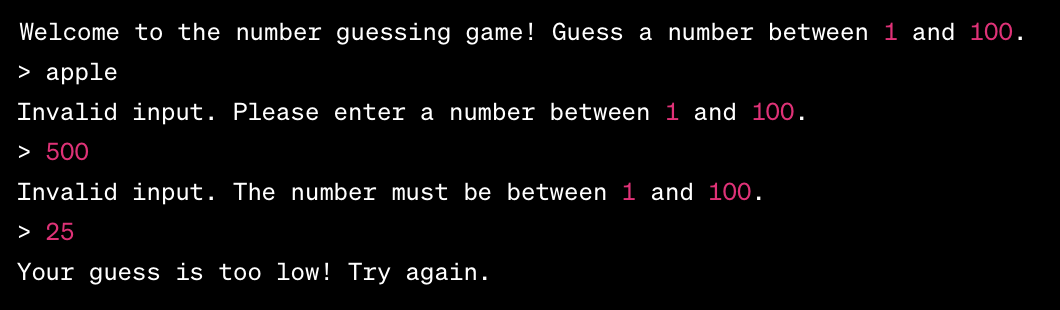 Welcome to the number guessing game! Guess a number between 1 and 100.
> apple
Invalid input. Please enter a number between 1 and 100.
> 500
Invalid input. The number must be between 1 and 100.
> 25
Your guess is too low! Try again.